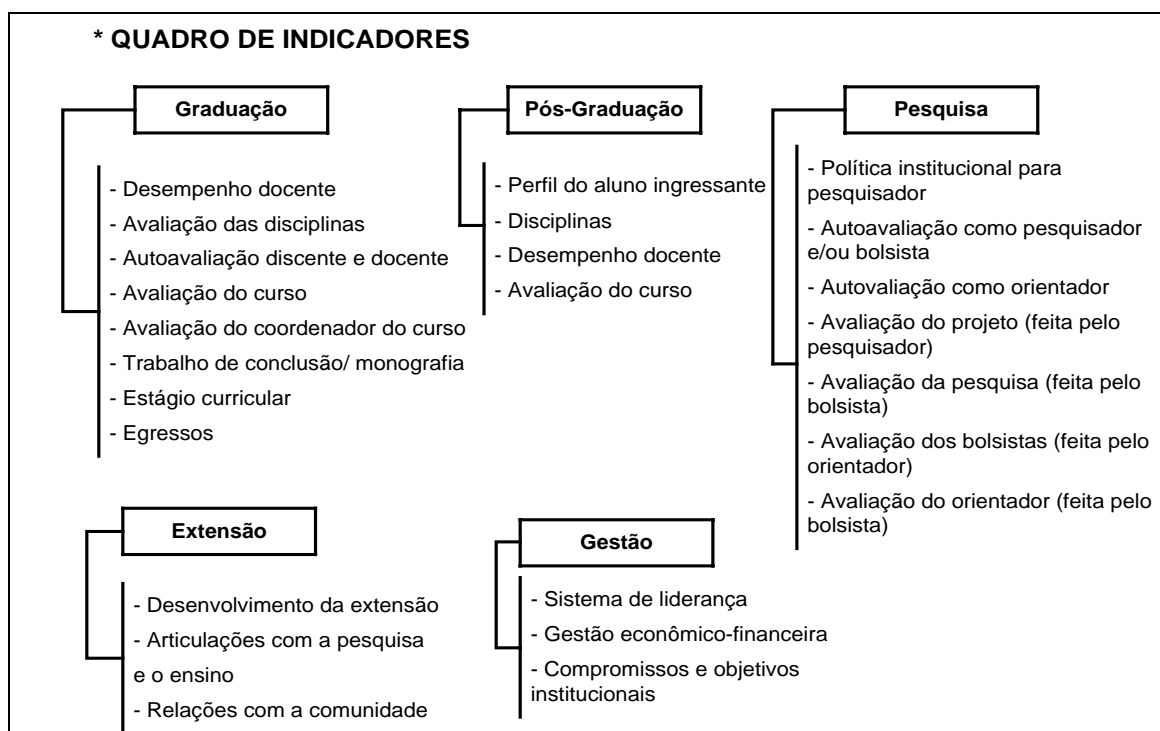 * QUADRO DE INDICADORES
Graduação
- Desempenho docente
- Avaliação das disciplinas
- Autoavaliação discente e docente
- Avaliação do curso
- Avaliação do coordenador do curso
- Trabalho de conclusão/ monografia
- Estágio curricular
- Egressos
Pós-Graduação
- Perfil do aluno ingressante
- Disciplinas
- Desempenho docente
- Avaliação do curso
Pesquisa
- Política institucional para
pesquisador
- Autoavaliação como pesquisador
e/ou bolsista
- Autovaliação como orientador
- Avaliação do projeto (feita pelo
pesquisador)
- Avaliação da pesquisa (feita pelo
bolsista)
- Avaliação dos bolsistas (feita pelo
orientador)
- Avaliação do orientador (feita pelo
bolsista)
Extensão
- Desenvolvimento da extensão
- Articulações com a pesquisa
e o ensino
- Relações com a comunidade
Gestão
- Sistema de liderança
- Gestão econômico-financeira
- Compromissos e objetivos
institucionais